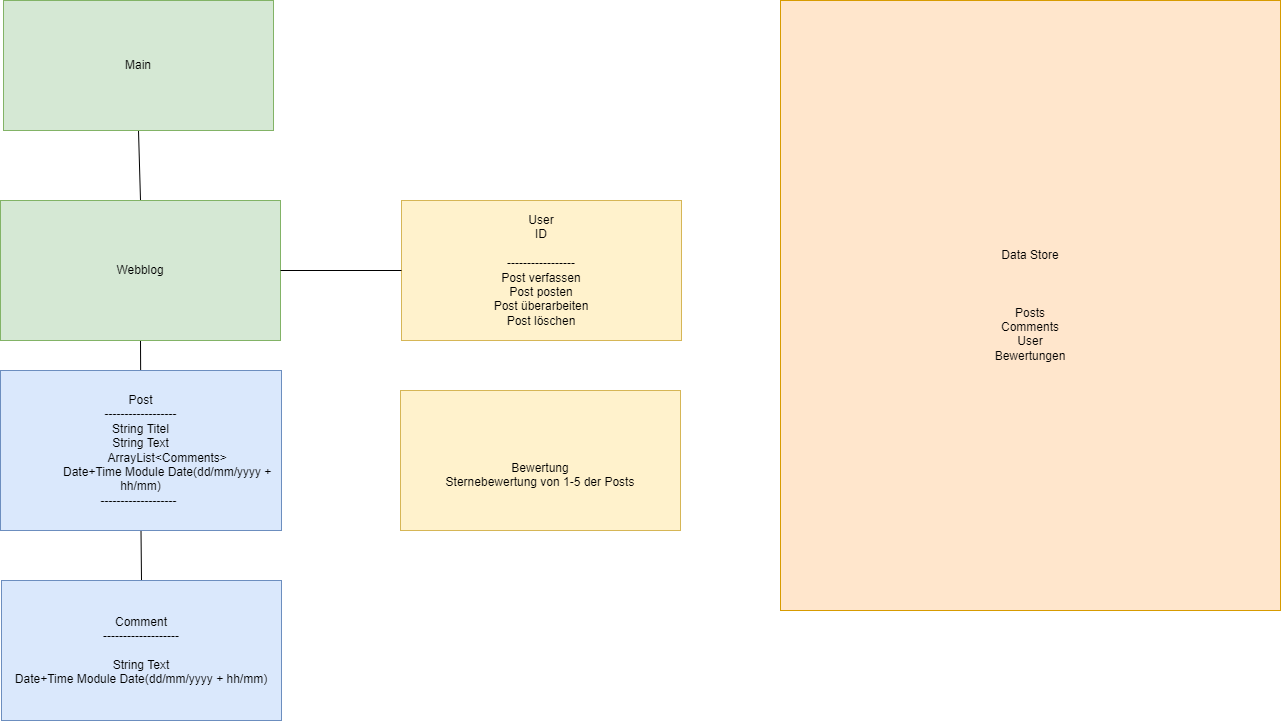 Main
Webblog
User
ID
-----------------
Post verfassen
Post posten
Post überarbeiten
Post löschen
Post
------------------
String Titel
String Text
ArrayList<Comments>
Date+Time Module Date(dd/mm/yyyy +
hh/mm)
-------------------
Bewertung
Sternebewertung von 1-5 der Posts
Comment
-------------------
String Text
Date+Time Module Date(dd/mm/yyyy + hh/mm)
Data Store
Posts
Comments
User
Bewertungen